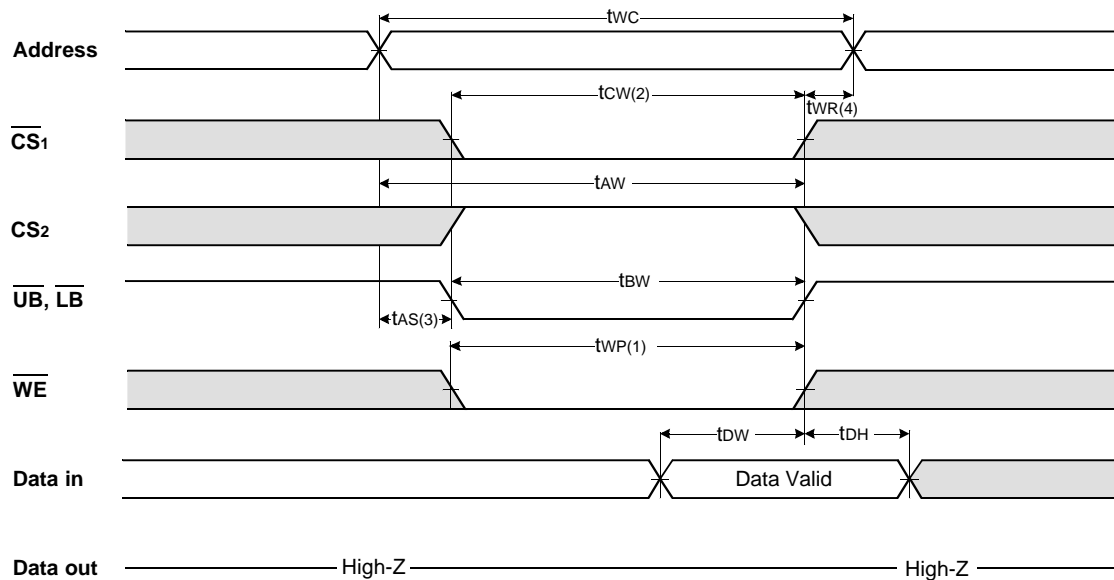 tWC
Address
tCW(2)
tWR(4)
CS1
tAW
CS2
tBW
UB, LB
tAS(3)
tWP(1)
WE
tDW
tDH
Data in
Data Valid
Data out
High-Z
High-Z